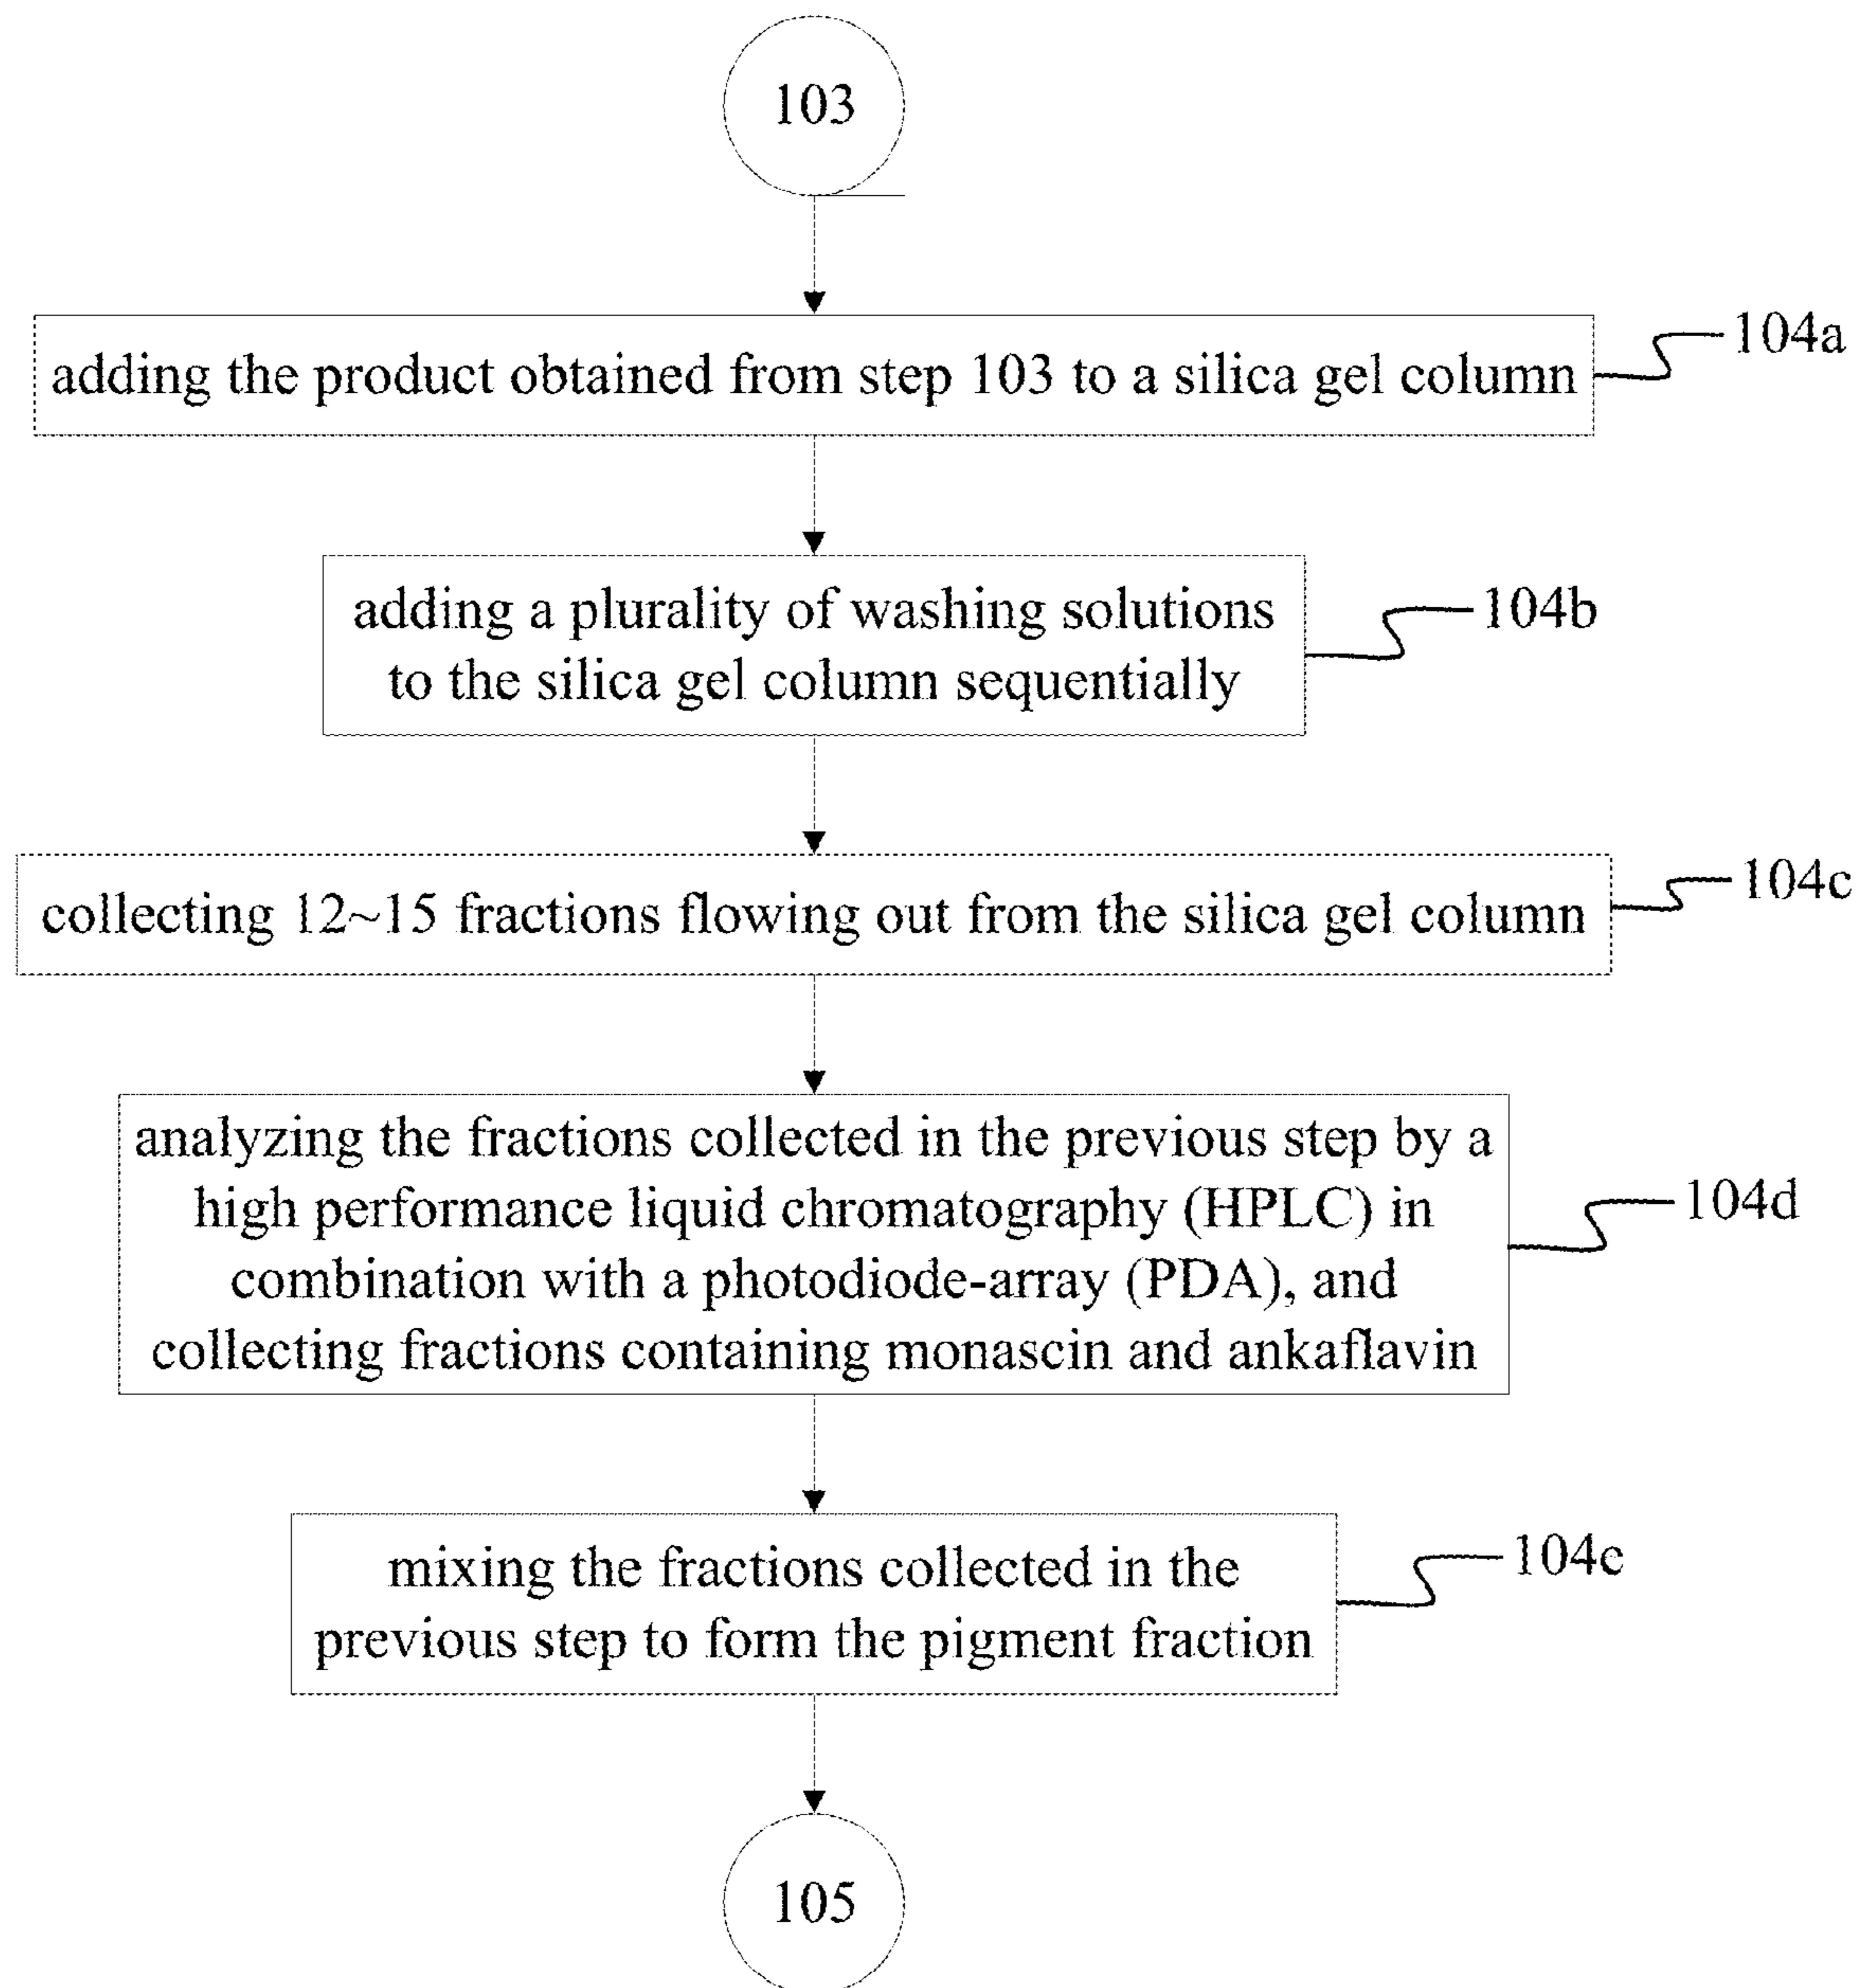 103
adding the product obtained from step 103 to a silica gel column
104a
adding a plurality of washing solutions
to the silica gel column sequentially
104b
collecting 12~15 fractions flowing out from the silica gel column
104c
analyzing the fractions collected in the previous step by a
high performance liquid chromatography (HPLC) in
combination with a photodiode-array (PDA), and
collecting fractions containing monascin and ankaflavin
104d
mixing the fractions collected in the
previous step to form the pigment fraction
104e
105